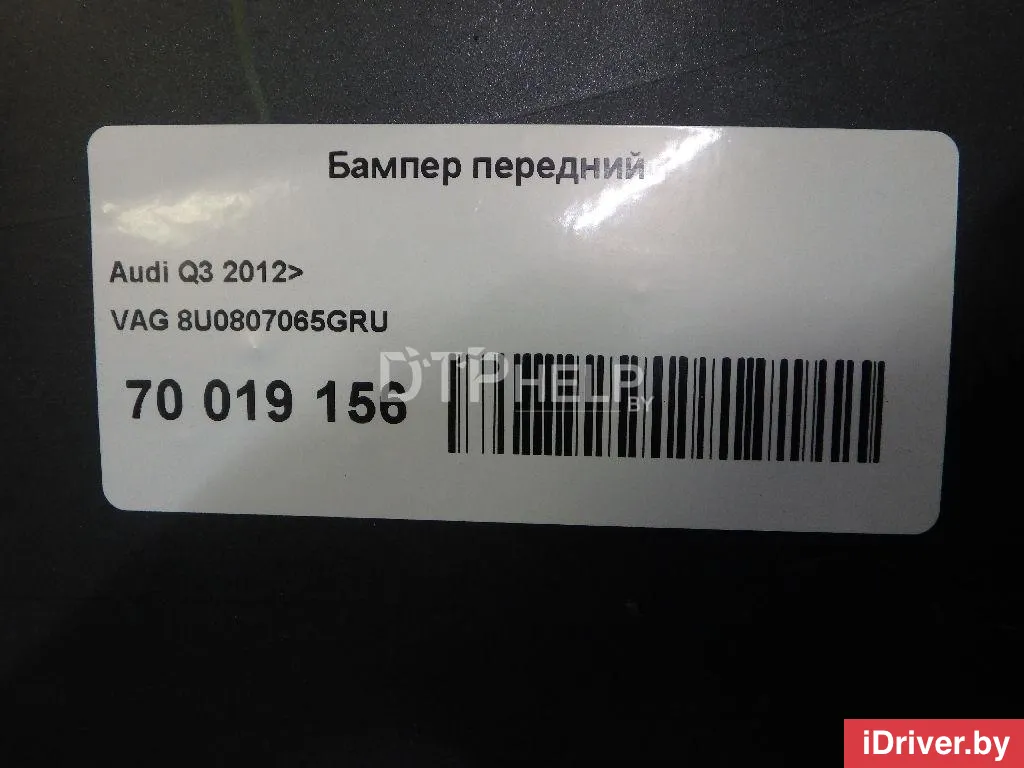 Бампер передний
Audi Q3 2012>
VAG 8U0807065GRU
70 019 156
DTPHELP
BY
iDriver.by